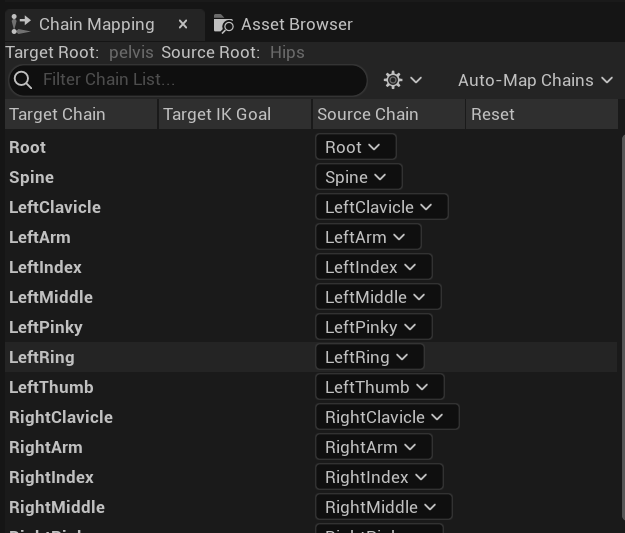 Chain Mapping × Asset Browser
Target Root: pelvis Source Root: Hips
Filter Chain List... Auto-Map Chains
Target Chain Target IK Goal Source Chain Reset
Root Root
Spine Spine
LeftClavicle LeftClavicle
LeftArm LeftArm
LeftIndex LeftIndex
LeftMiddle LeftMiddle
LeftPinky LeftPinky
LeftRing LeftRing
LeftThumb LeftThumb
RightClavicle RightClavicle
RightArm RightArm
RightIndex RightIndex
RightMiddle RightMiddle